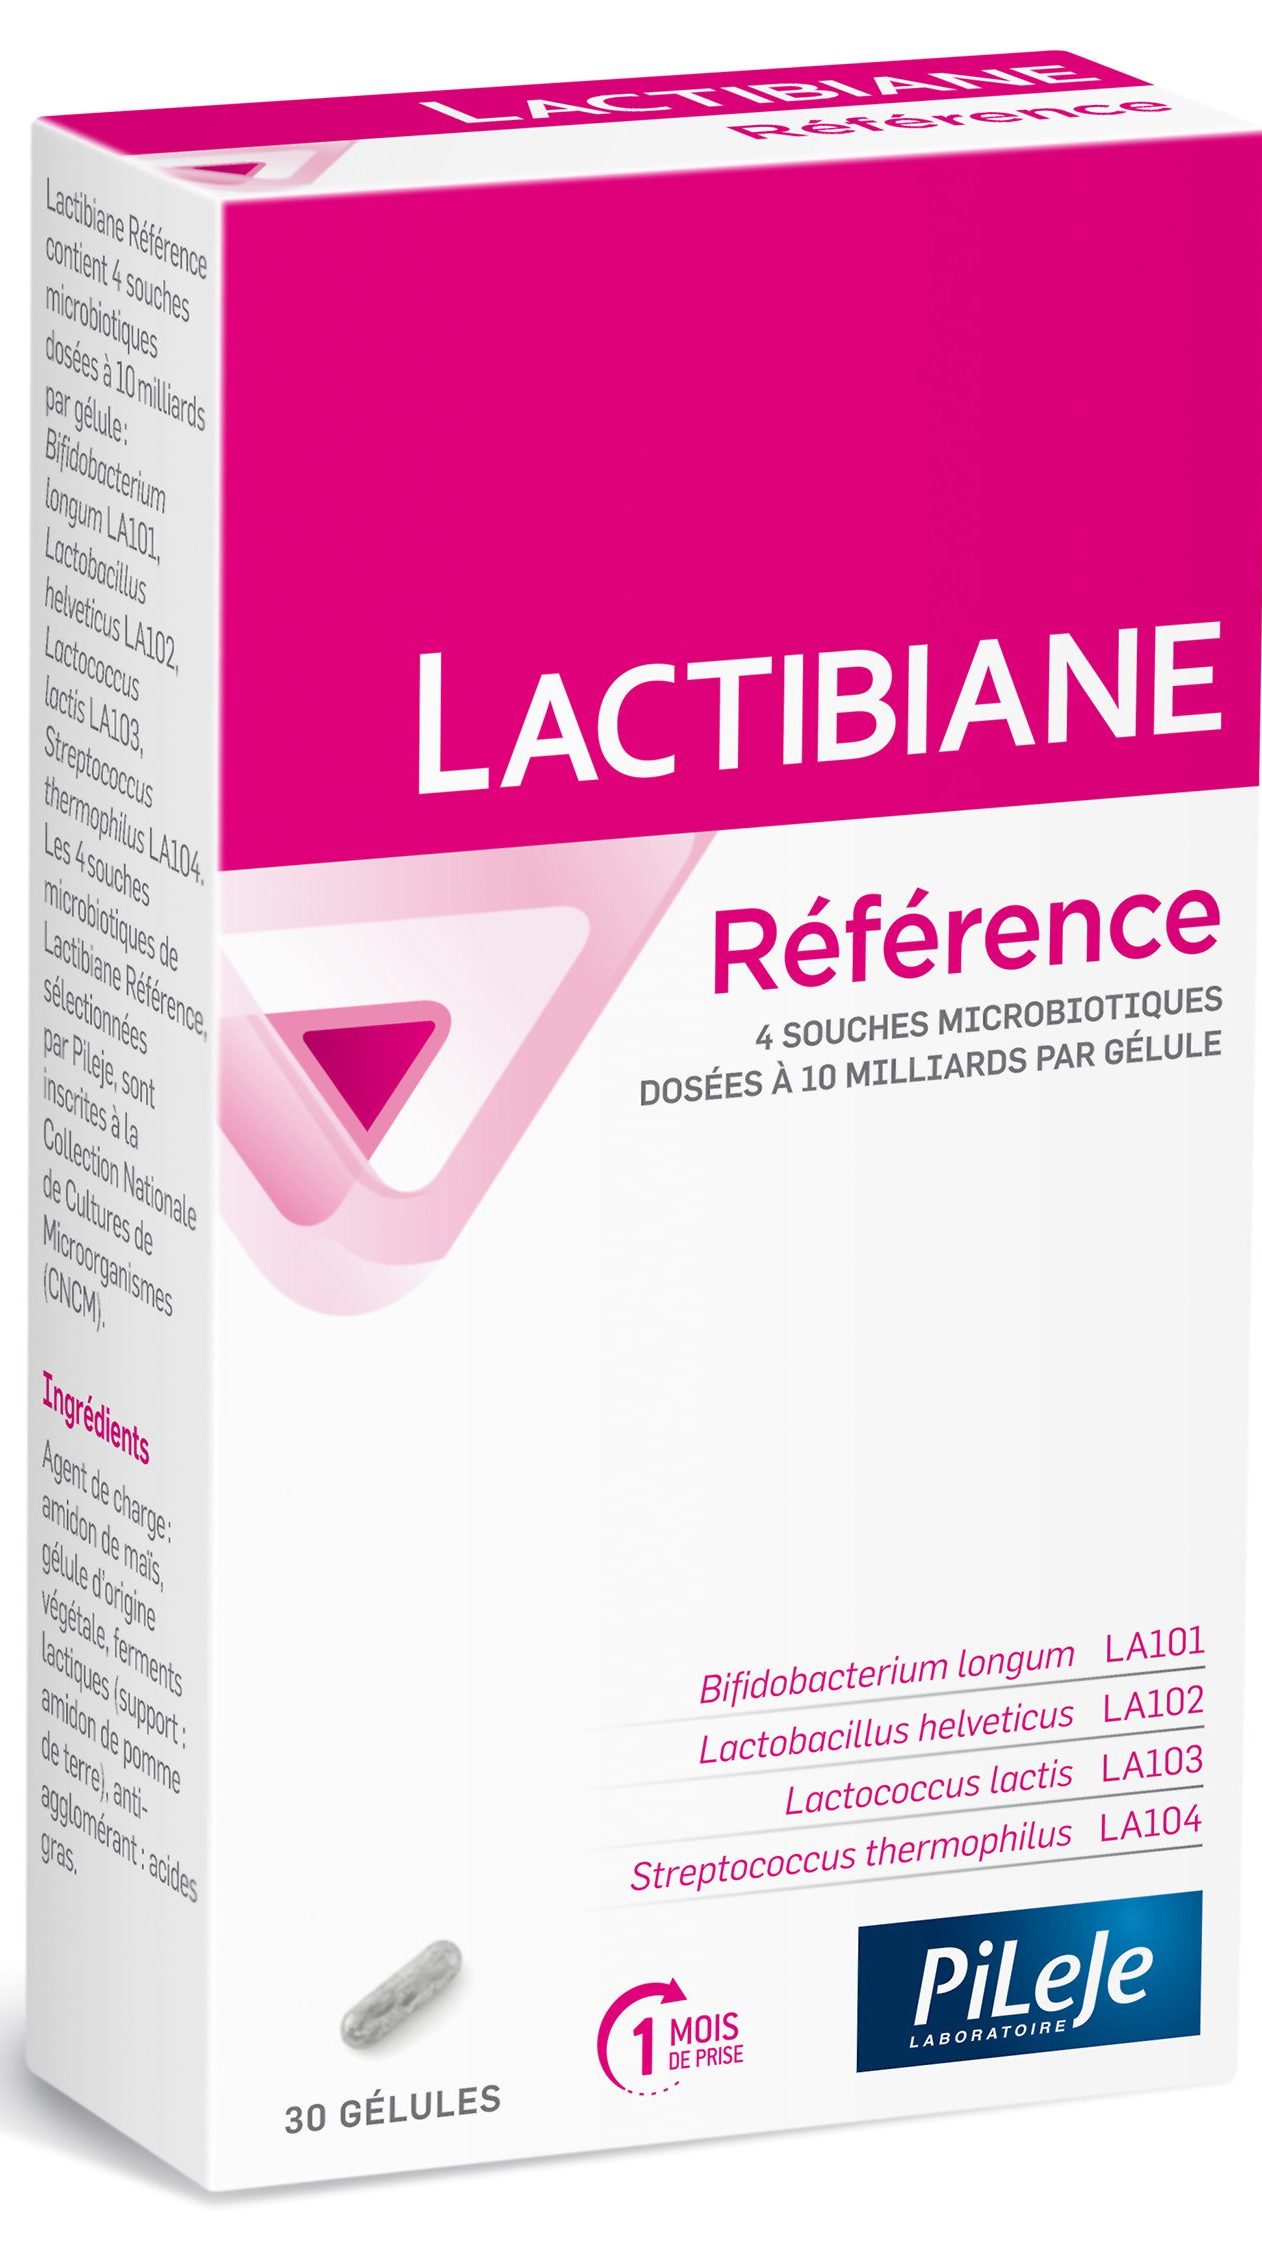 LACTIBIANE
Référence
Lactibiane Référence
contient 4 souches
microbiotiques
dosées à 10 milliards
par gélule :
Bifidobacterium
longum LA101,
Lactobacillus
helveticus LA102,
Lactococcus
lactis LA103,
Streptococcus
thermophilus LA104.
Les 4 souches
microbiotiques de
Lactibiane Référence,
sélectionnées
par Pileje, sont
inscrites à la
Collection Nationale
de Cultures de
Microorganismes
(CNCM).
Ingrédients
Agent de charge :
amidon de maïs,
gélule d'origine
végétale, ferments
lactiques (support :
amidon de pomme
de terre), anti-
agglomérant : acides
gras.
LACTIBIANE
Référence
4 SOUCHES MICROBIOTIQUES
DOSÉES À 10 MILLIARDS PAR GÉLULE
Bifidobacterium longum LA101
Lactobacillus helveticus LA102
Lactococcus lactis LA103
Streptococcus thermophilus LA104
30 GÉLULES
1 MOIS
DE PRISE
PiLeJe
LABORATOIRE